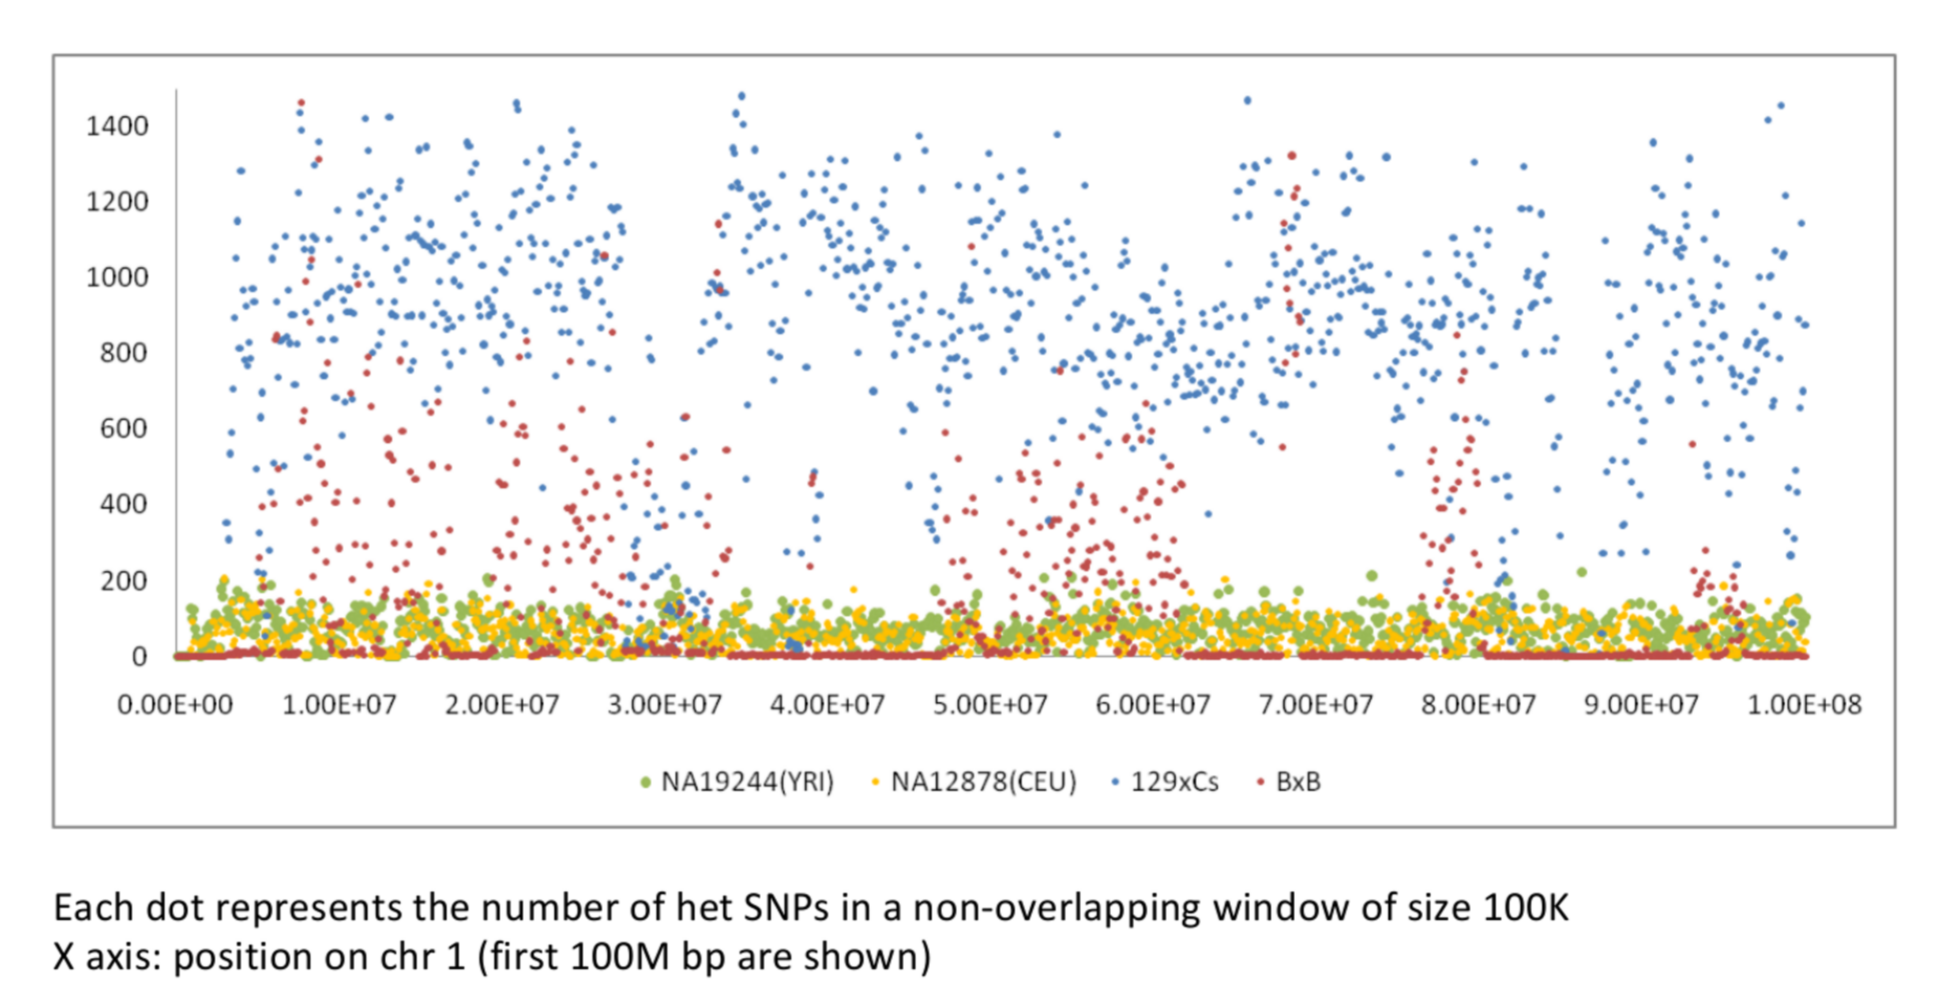 1400
1200
1000
800
600
400
200
0
0.00E+00 1.00E+07 2.00E+07 3.00E+07 4.00E+07 5.00E+07 6.00E+07 7.00E+07 8.00E+07 9.00E+07 1.00E+08
NA19244(YRI) NA12878(CEU) 129xCs BxB
Each dot represents the number of het SNPs in a non-overlapping window of size 100K
X axis: position on chr 1 (first 100M bp are shown)